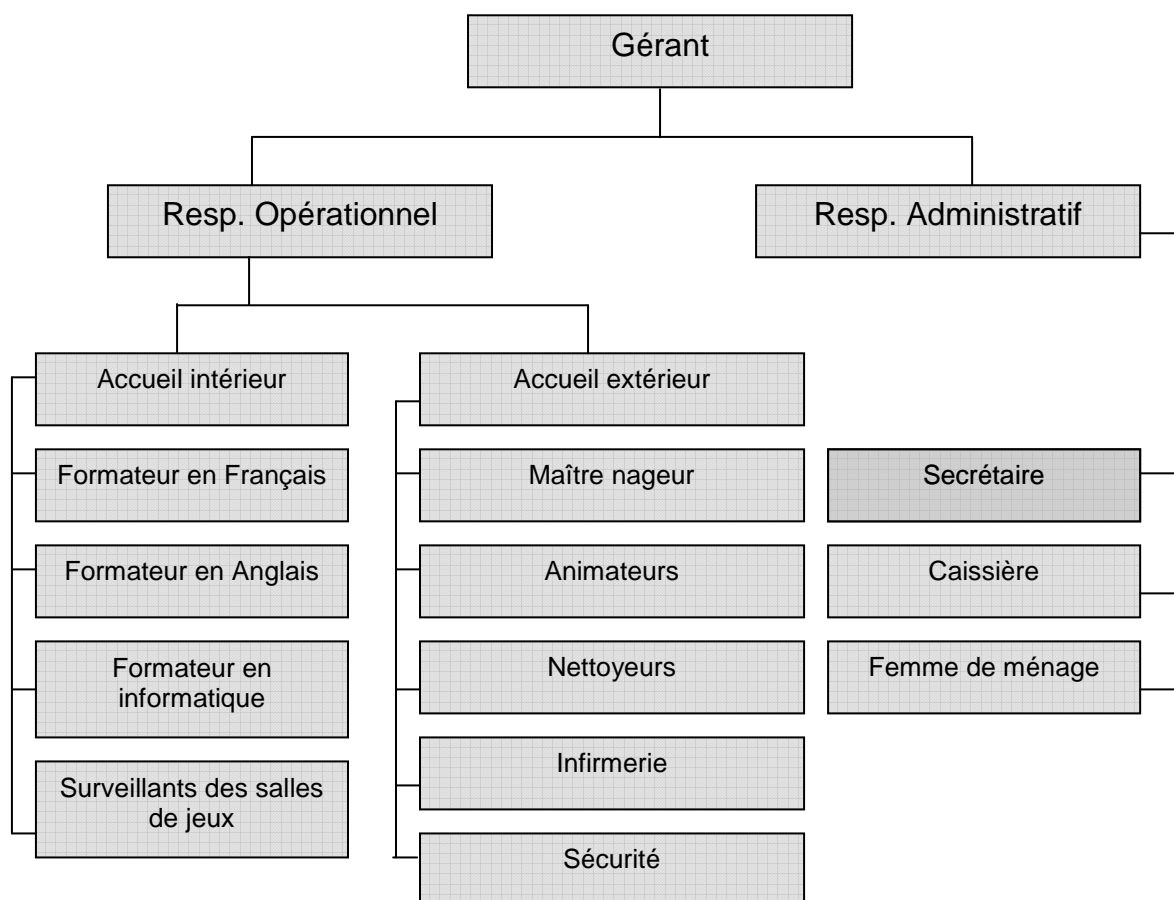 Gérant
Resp. Opérationnel
Resp. Administratif
Accueil intérieur
Accueil extérieur
Formateur en Français
Maître nageur
Secrétaire
Formateur en Anglais
Animateurs
Caissière
Formateur en
informatique
Nettoyeurs
Femme de ménage
Infirmerie
Surveillants des salles
de jeux
Sécurité